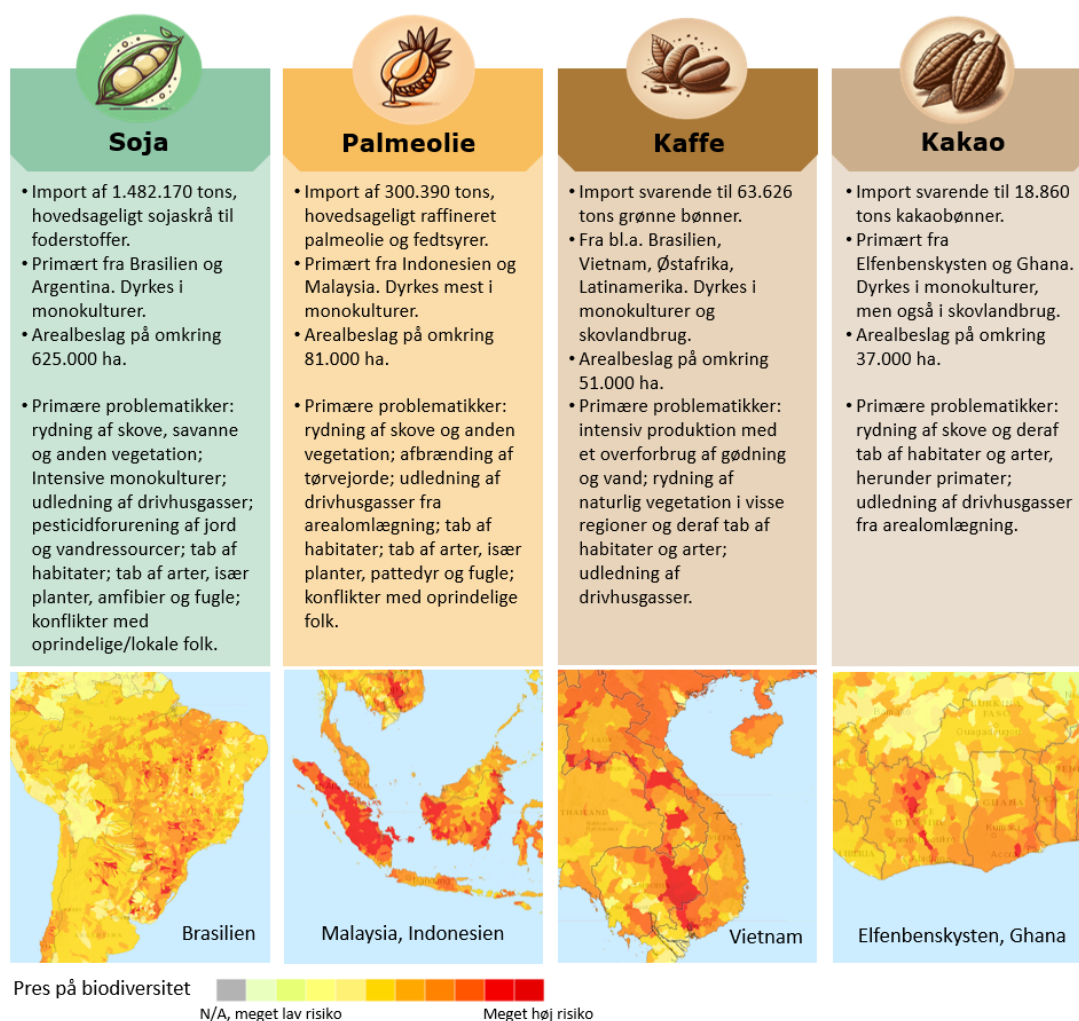 Soja
• Import af 1.482.170 tons,
hovedsageligt sojaskrå til
foderstoffer.
• Primært fra Brasilien og
Argentina. Dyrkes i
monokulturer.
• Arealbeslag på omkring
625.000 ha.
• Primære problematikker:
rydning af skove, savanne
og anden vegetation;
Intensive monokulturer;
udledning af drivhusgasser;
pesticidforurening af jord
og vandressourcer; tab af
habitater; tab af arter, især
planter, amfibier og fugle;
konflikter med
oprindelige/lokale folk.
Brasilien
Palmeolie
• Import af 300.390 tons,
hovedsageligt raffineret
palmeolie og fedtsyrer.
• Primært fra Indonesien og
Malaysia. Dyrkes mest i
monokulturer.
• Arealbeslag på omkring
81.000 ha.
• Primære problematikker:
rydning af skove og anden
vegetation; afbrænding af
tørvejorde; udledning af
drivhusgasser fra
arealomlægning; tab af
habitater; tab af arter, især
planter, pattedyr og fugle;
konflikter med oprindelige
folk.
Malaysia, Indonesien
Kaffe
• Import svarende til 63.626
tons grønne bønner.
• Fra bl.a. Brasilien,
Vietnam, Østafrika,
Latinamerika. Dyrkes i
monokulturer og
skovlandbrug.
• Arealbeslag på omkring
51.000 ha.
• Primære problematikker:
intensiv produktion med
et overforbrug af gødning
og vand; rydning af
naturlig vegetation i visse
regioner og deraf tab af
habitater og arter;
udledning af
drivhusgasser.
THAILAND
Vietnam
Kakao
• Import svarende til 18.860
tons kakaobønner.
• Primært fra
Elfenbenskysten og Ghana.
Dyrkes i monokulturer,
men også i skovlandbrug.
• Arealbeslag på omkring
37.000 ha.
• Primære problematikker:
rydning af skove og deraf
tab af habitater og arter,
herunder primater;
udledning af drivhusgasser
fra arealomlægning.
Ouagadougou
GHANA
Kumasi
LIBERIA
Accra
Elfenbenskysten, Ghana
Pres på biodiversitet
N/A, meget lav risiko
Meget høj risiko